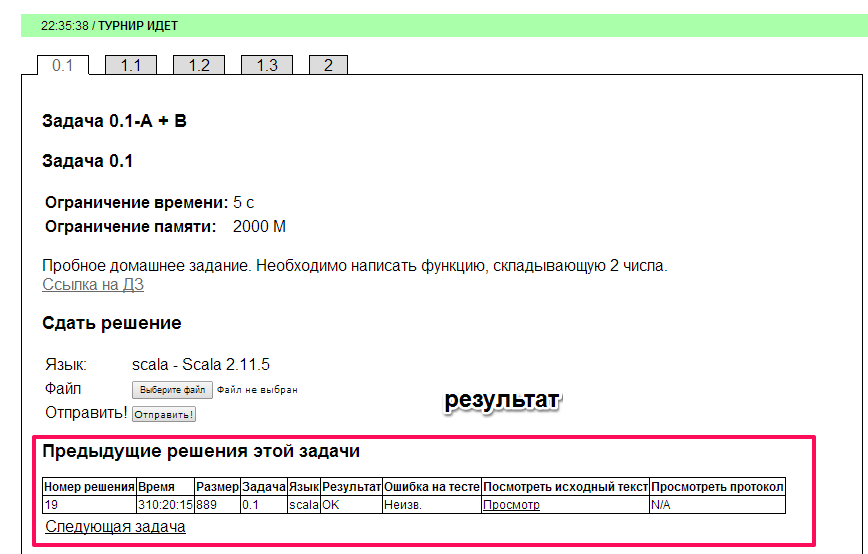 22:35:38 / ТУРНИР ИДЕТ
0.1 1.1 1.2 1.3 2
Задача 0.1-A + B
Задача 0.1
Ограничение времени: 5 с
Ограничение памяти: 2000 M
Пробное домашнее задание. Необходимо написать функцию, складывающую 2 числа.
Ссылка на ДЗ
Сдать решение
Язык: scala - Scala 2.11.5
Файл Выберите файл Файл не выбран
Отправить! Отправить!
результат
Предыдущие решения этой задачи
Номер решения Время Размер Задача Язык Результат Ошибка на тесте Посмотреть исходный текст Просмотреть протокол
19 310:20:15 889 0.1 scala OK Неизв. Просмотр N/A
Следующая задача